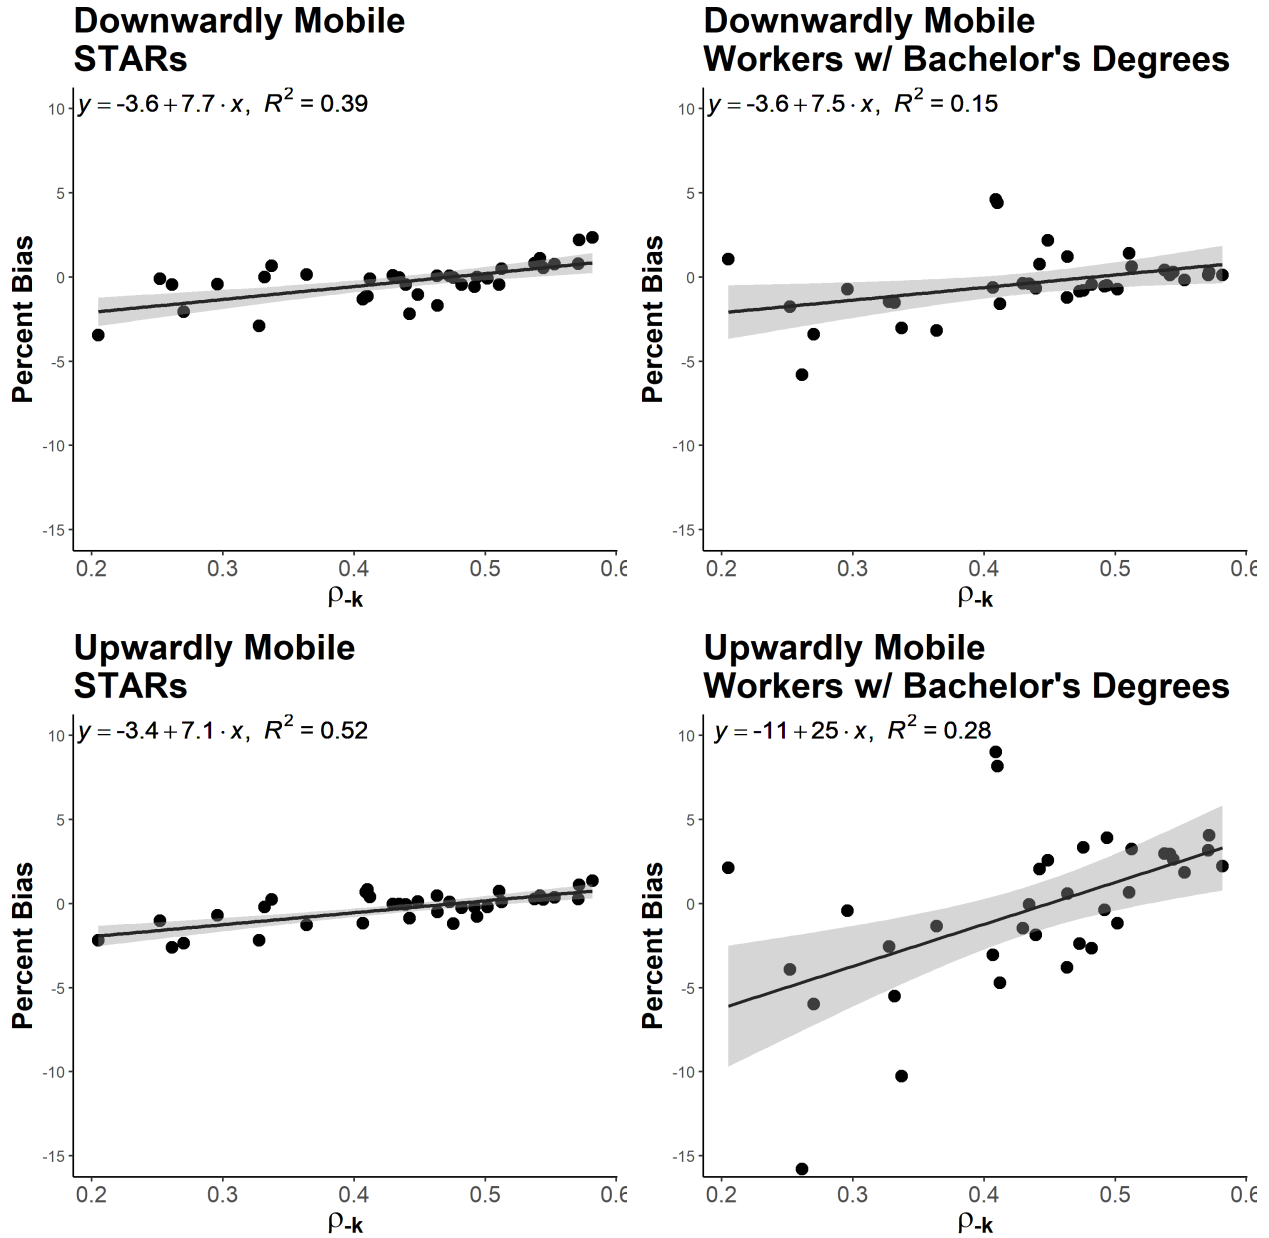 Downwardly Mobile
STARs
y = -3.6 + 7.7 · x, R² = 0.39
10
5
0
-5
-10
-15
Percent Bias
0.2 0.3 0.4 0.5 0.6
ρ-k
Downwardly Mobile
Workers w/ Bachelor's Degrees
y = -3.6 + 7.5 · x, R² = 0.15
10
5
0
-5
-10
-15
Percent Bias
0.2 0.3 0.4 0.5 0.6
ρ-k
Upwardly Mobile
STARs
y = -3.4 + 7.1 · x, R² = 0.52
10
5
0
-5
-10
-15
Percent Bias
0.2 0.3 0.4 0.5 0.6
ρ-k
Upwardly Mobile
Workers w/ Bachelor's Degrees
y = -11 + 25 · x, R² = 0.28
10
5
0
-5
-10
-15
Percent Bias
0.2 0.3 0.4 0.5 0.6
ρ-k